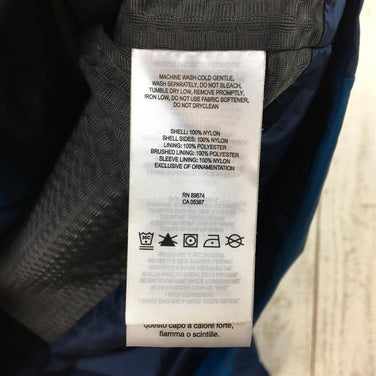 MACHINE WASH COLD GENTLE,
WASH SEPARATELY, DO NOT BLEACH,
TUMBLE DRY LOW, REMOVE PROMPTLY,
IRON LOW, DO NOT USE FABRIC SOFTENER,
DO NOT DRYCLEAN
SHELL: 100% NYLON
SHELL SIDES: 100% NYLON
LINING: 100% POLYESTER
BRUSHED LINING: 100% POLYESTER
SLEEVE LINING: 100% NYLON
EXCLUSIVE OF ORNAMENTATION
RN 89874
CA 05367
questo capo a calore forte,
fiamma o scintille.